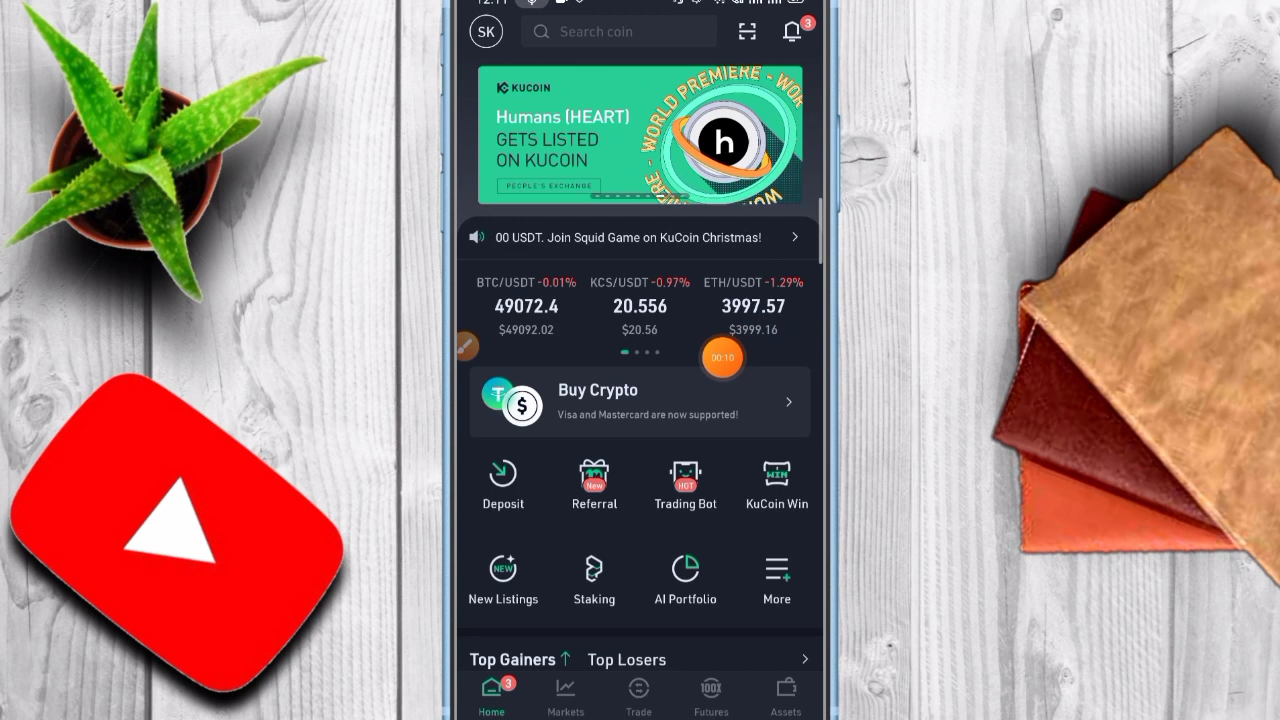 SK
Search coin
3
KUCOIN
Humans (HEART)
GETS LISTED
ON KUCOIN
PEOPLE'S EXCHANGE
WORLD PREMIERE - WOR
h
00 USDT. Join Squid Game on KuCoin Christmas!
BTC/USDT -0.01% KCS/USDT -0.97% ETH/USDT -1.29%
49072.4 20.556 3997.57
$49092.02 $20.56 $3999.16
00:10
Buy Crypto
Visa and Mastercard are now supported!
New HOT WIN
Deposit Referral Trading Bot KuCoin Win
NEW
New Listings Staking AI Portfolio More
Top Gainers Top Losers
3 100X
Home Markets Trade Futures Assets